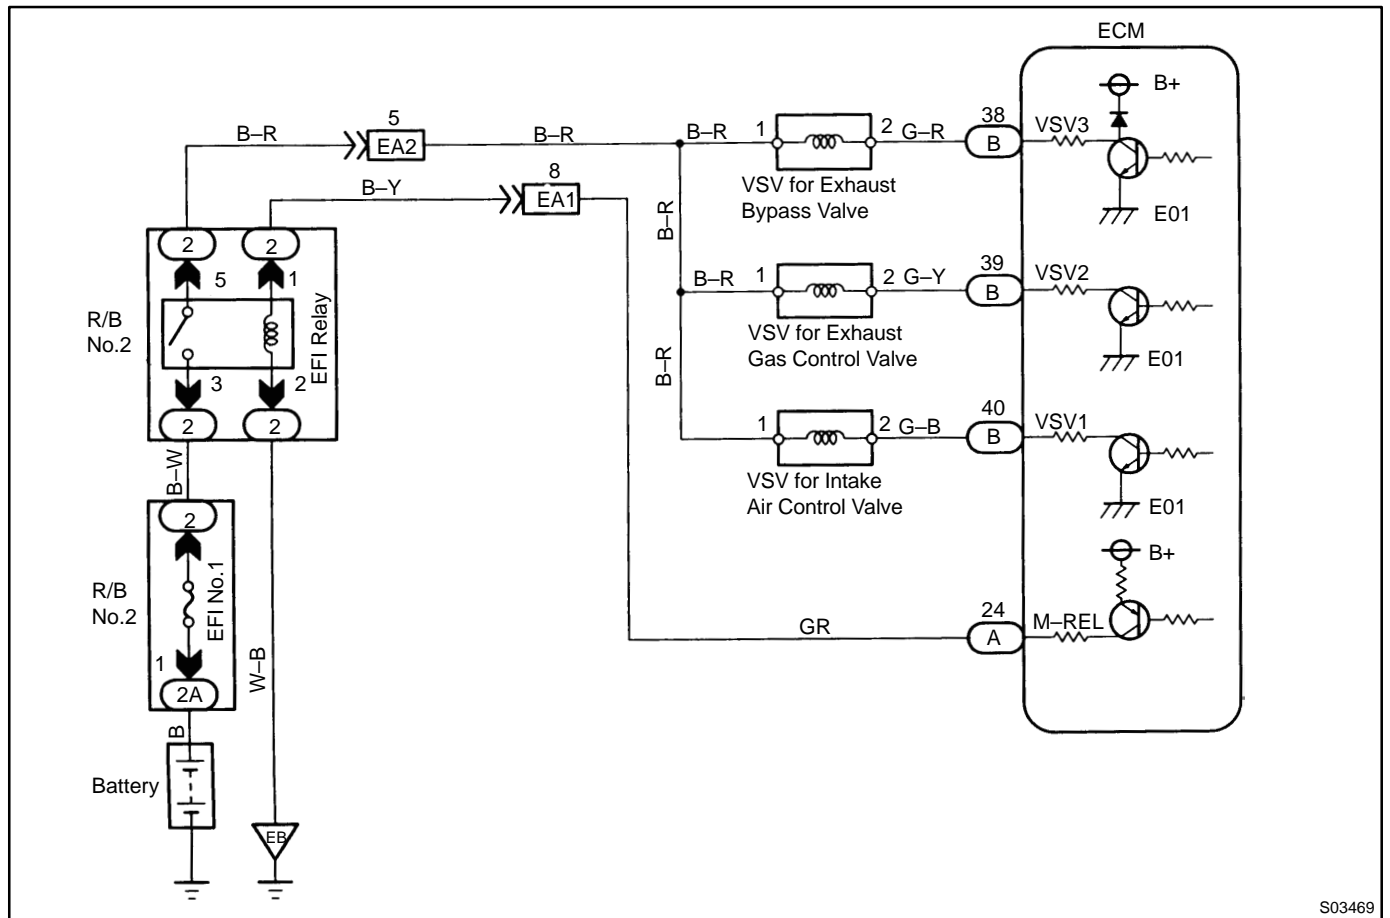 ECM
B+
5
EA2
B–R
B–R
B–R
1
2
G–R
38
B
VSV3
VSV for Exhaust
Bypass Valve
E01
8
EA1
B–Y
B–R
2
2
5
1
R/B
No.2
EFI Relay
3
2
2
2
B–R
1
2
G–Y
39
B
VSV2
VSV for Exhaust
Gas Control Valve
E01
B–R
1
2
G–B
40
B
VSV1
VSV for Intake
Air Control Valve
E01
B–W
2
R/B
No.2
EFI No.1
1
2A
W–B
B+
GR
24
A
M–REL
B
Battery
EB
S03469